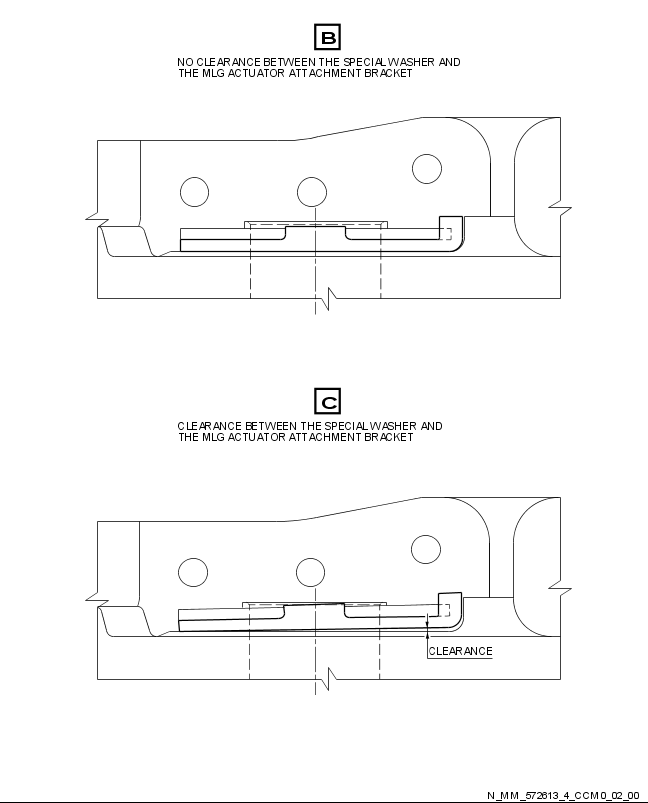 B
NO CLEARANCE BETWEEN THE SPECIAL WASHER AND
THE MLG ACTUATOR ATTACHMENT BRACKET
C
CLEARANCE BETWEEN THE SPECIAL WASHER AND
THE MLG ACTUATOR ATTACHMENT BRACKET
CLEARANCE
N_MM_572613_4_CCM0_02_00